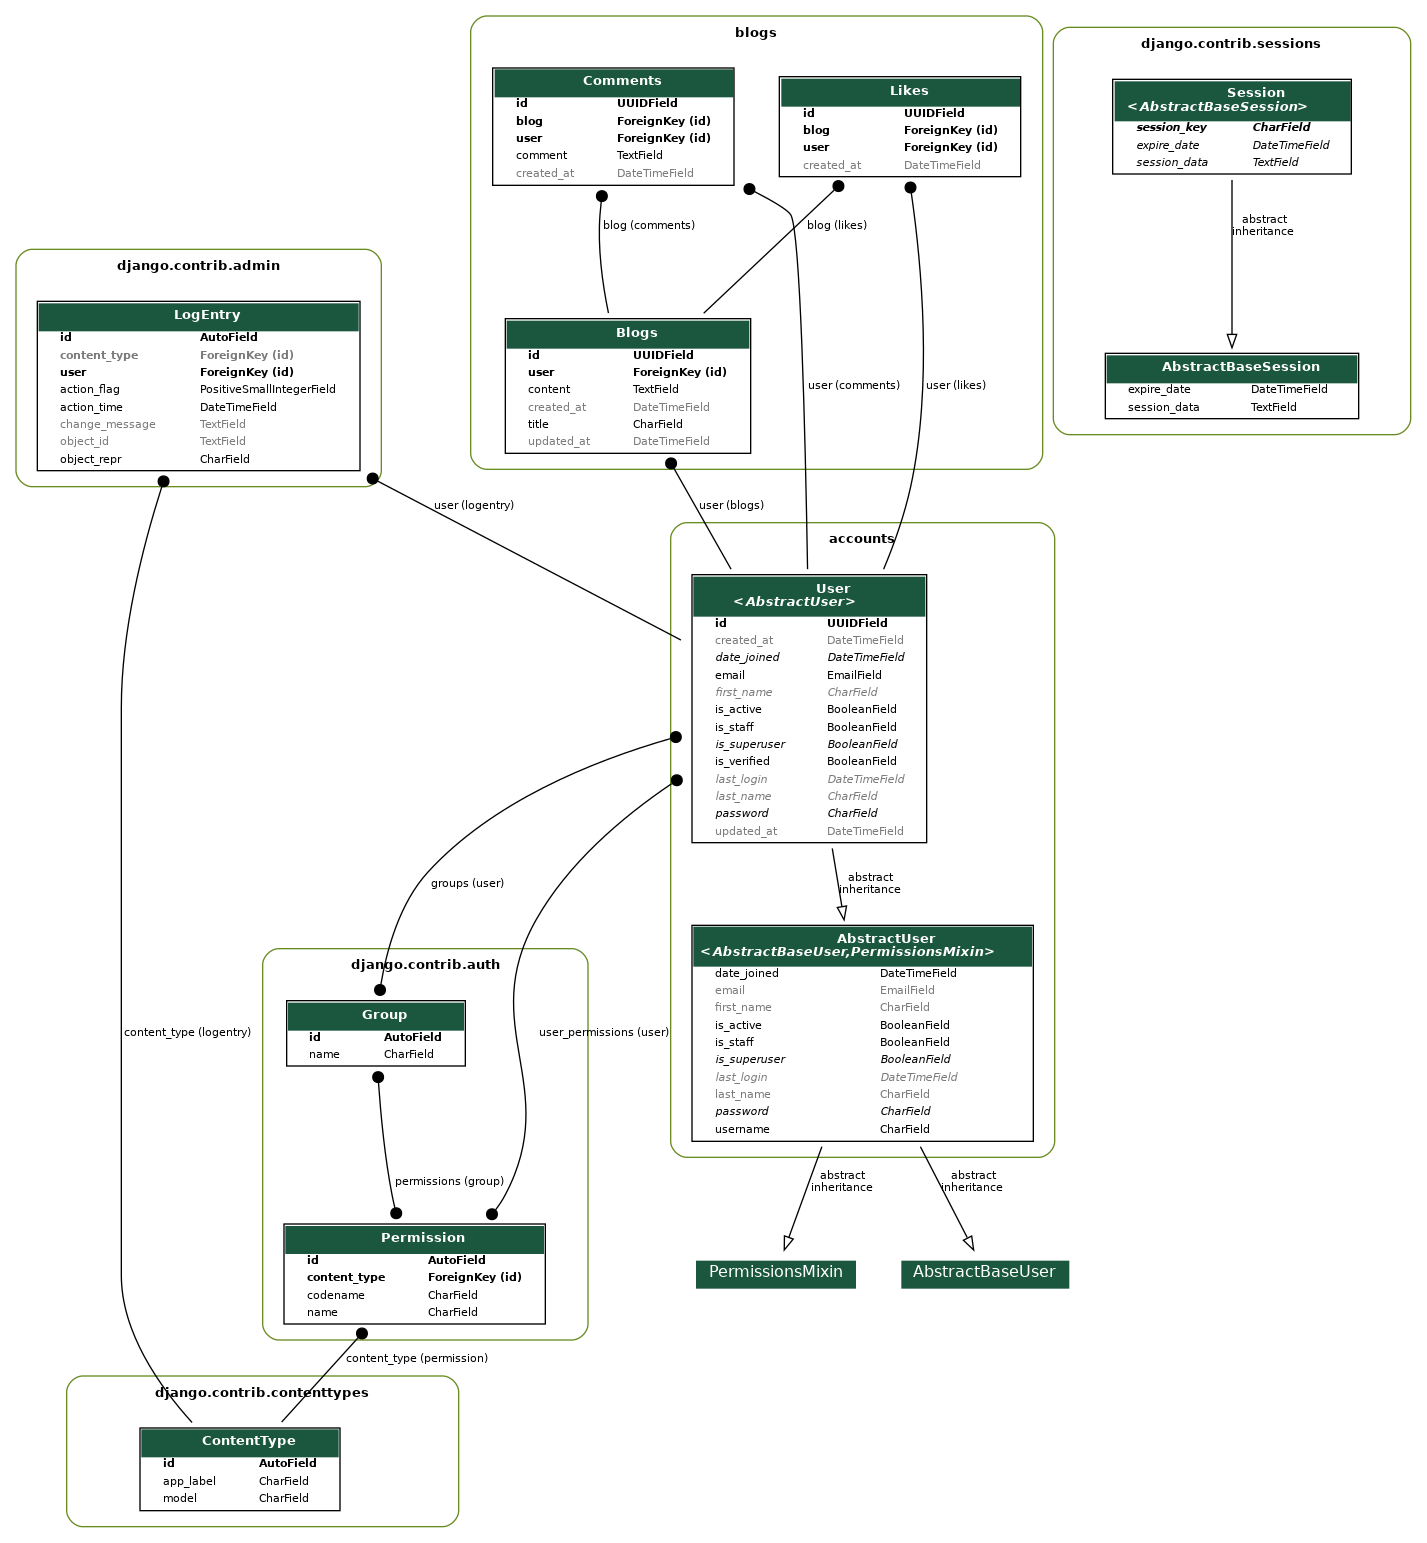 blogs
Comments
id UUIDField
blog ForeignKey (id)
user ForeignKey (id)
comment TextField
created_at DateTimeField
Likes
id UUIDField
blog ForeignKey (id)
user ForeignKey (id)
created_at DateTimeField
blog (comments)
blog (likes)
Blogs
id UUIDField
user ForeignKey (id)
content TextField
created_at DateTimeField
title CharField
updated_at DateTimeField
user (comments)
user (likes)
django.contrib.sessions
Session
<AbstractBaseSession>
session_key CharField
expire_date DateTimeField
session_data TextField
abstract
inheritance
AbstractBaseSession
expire_date DateTimeField
session_data TextField
django.contrib.admin
LogEntry
id AutoField
content_type ForeignKey (id)
user ForeignKey (id)
action_flag PositiveSmallIntegerField
action_time DateTimeField
change_message TextField
object_id TextField
object_repr CharField
user (logentry)
user (blogs)
accounts
User
<AbstractUser>
id UUIDField
created_at DateTimeField
date_joined DateTimeField
email EmailField
first_name CharField
is_active BooleanField
is_staff BooleanField
is_superuser BooleanField
is_verified BooleanField
last_login DateTimeField
last_name CharField
password CharField
updated_at DateTimeField
abstract
inheritance
groups (user)
AbstractUser
<AbstractBaseUser,PermissionsMixin>
date_joined DateTimeField
email EmailField
first_name CharField
is_active BooleanField
is_staff BooleanField
is_superuser BooleanField
last_login DateTimeField
last_name CharField
password CharField
username CharField
django.contrib.auth
Group
id AutoField
name CharField
content_type (logentry)
user_permissions (user)
permissions (group)
abstract
inheritance
abstract
inheritance
PermissionsMixin
AbstractBaseUser
Permission
id AutoField
content_type ForeignKey (id)
codename CharField
name CharField
content_type (permission)
django.contrib.contenttypes
ContentType
id AutoField
app_label CharField
model CharField